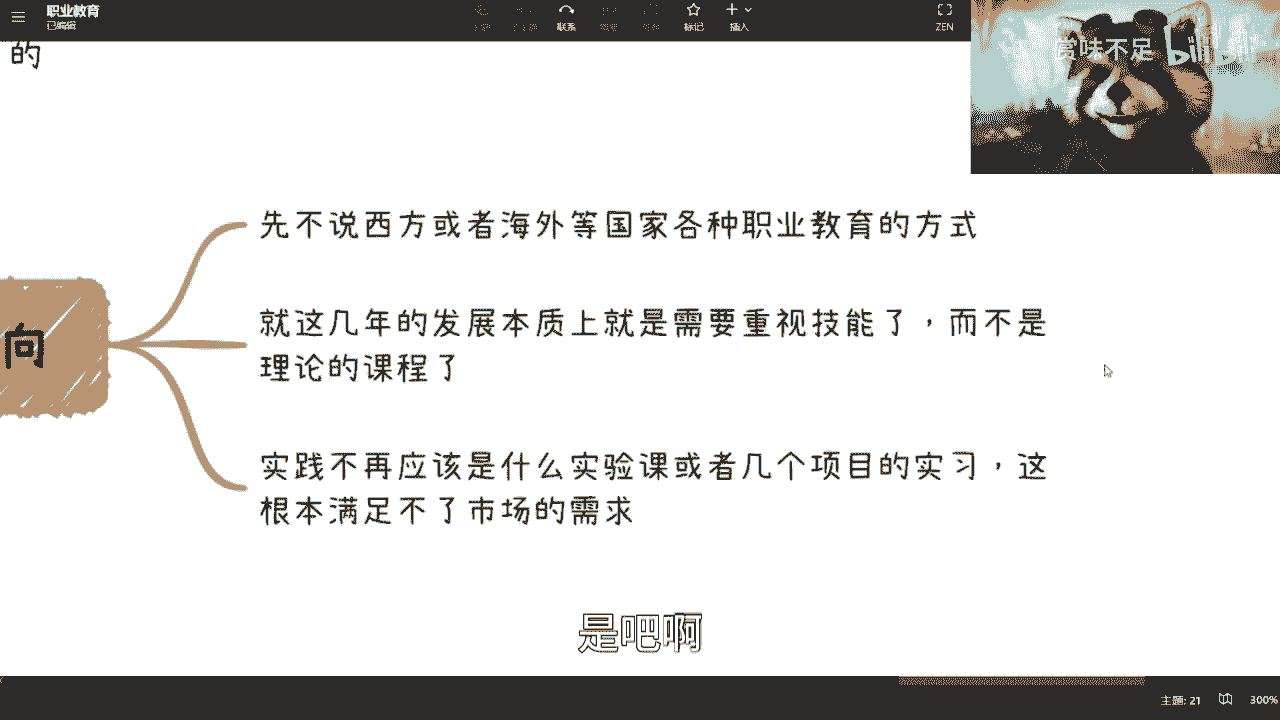 职业教育
已编辑
联系
标记
插入
ZEN
赏味不足 bilibili
的
先不说西方或者海外等国家各种职业教育的方式
就这几年的发展本质上就是需要重视技能了，而不是
理论的课程了
向
实践不再应该是什么实验课或者几个项目的实习，这
根本满足不了市场的需求
是吧啊
主题: 21
300%